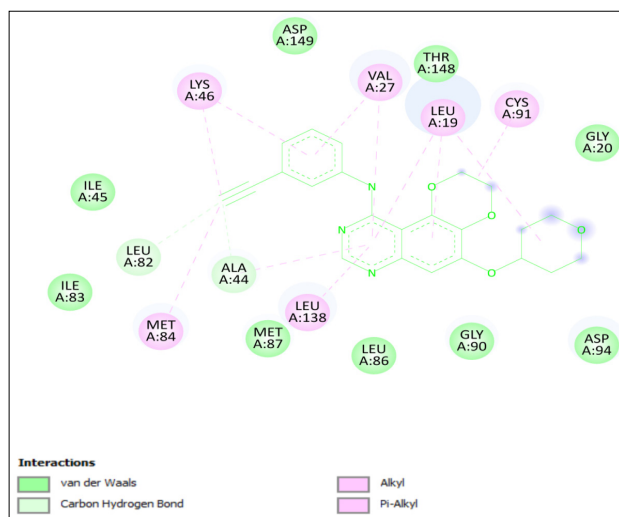 ASP
A:149
THR
A:148
LYS
A:46
VAL
A:27
LEU
A:19
CYS
A:91
GLY
A:20
ILE
A:45
N
O
O
O
LEU
A:82
ALA
A:44
N
N
O
ILE
A:83
MET
A:84
LEU
A:138
MET
A:87
LEU
A:86
GLY
A:90
ASP
A:94
Interactions
van der Waals
Carbon Hydrogen Bond
Alkyl
Pi-Alkyl